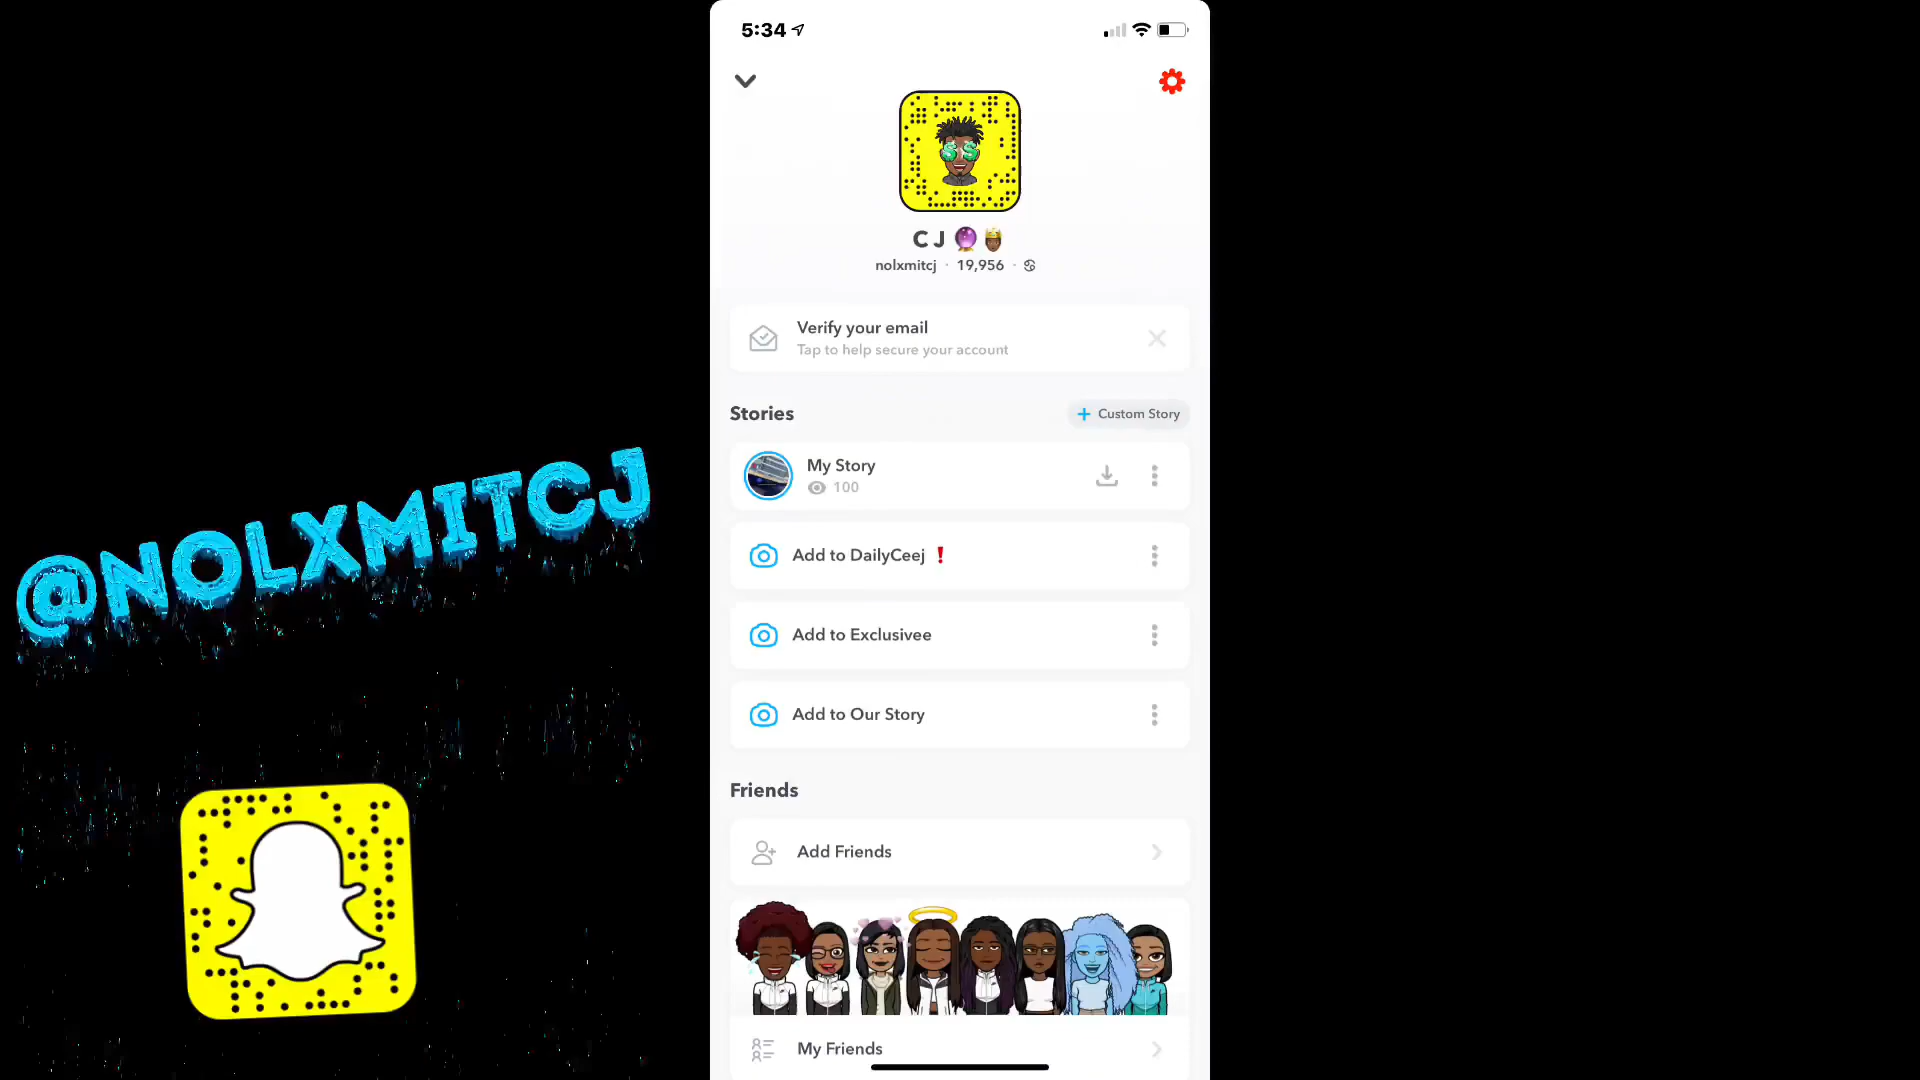 5:34
C J 🔮🤴🏾
nolxmitcj · 19,956 · ♋
Verify your email
Tap to help secure your account
Stories
+ Custom Story
My Story
100
Add to DailyCeej ❗
Add to Exclusivee
Add to Our Story
Friends
Add Friends
My Friends
@NOLXMITCJ